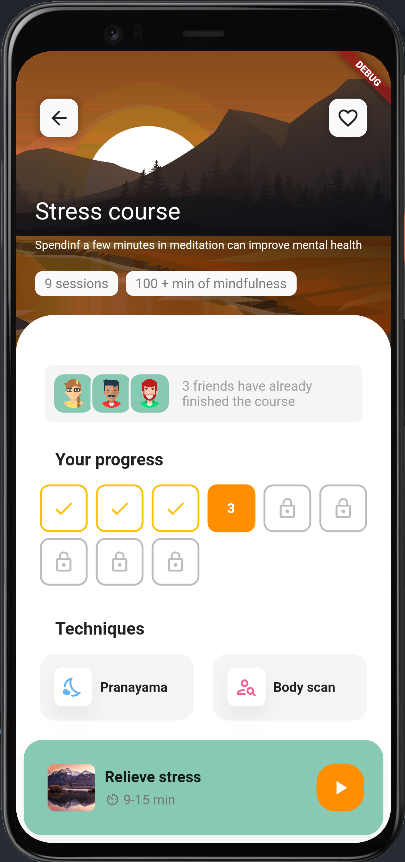 DEBUG
Stress course
Spendinf a few minutes in meditation can improve mental health
9 sessions
100 + min of mindfulness
3 friends have already
finished the course
Your progress
3
Techniques
Pranayama
Body scan
Relieve stress
9-15 min